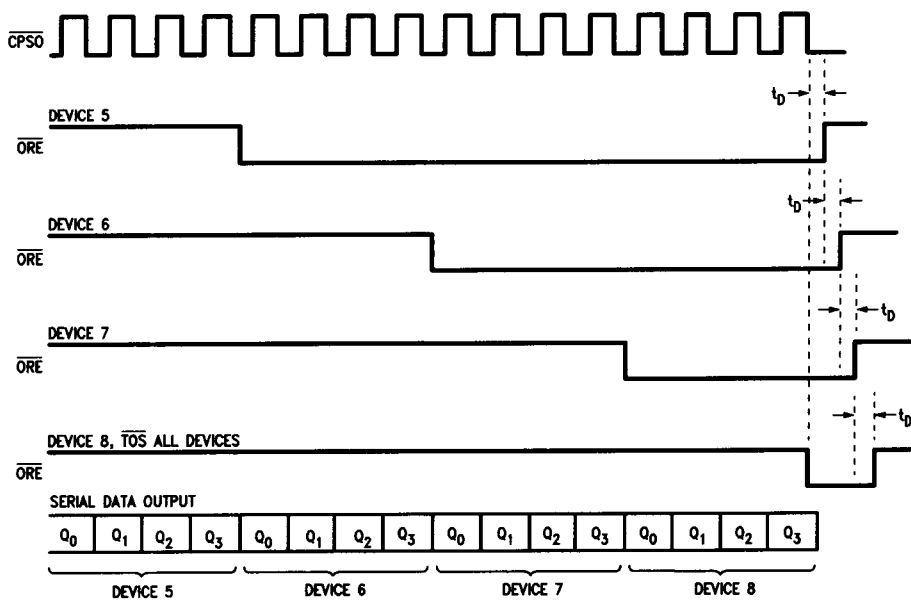 CPSO
t_D
DEVICE 5
ORE
t_D
DEVICE 6
ORE
t_D
DEVICE 7
ORE
t_D
DEVICE 8, TOS ALL DEVICES
ORE
SERIAL DATA OUTPUT
Q₀ Q₁ Q₂ Q₃ Q₀ Q₁ Q₂ Q₃ Q₀ Q₁ Q₂ Q₃ Q₀ Q₁ Q₂ Q₃
DEVICE 5 DEVICE 6 DEVICE 7 DEVICE 8